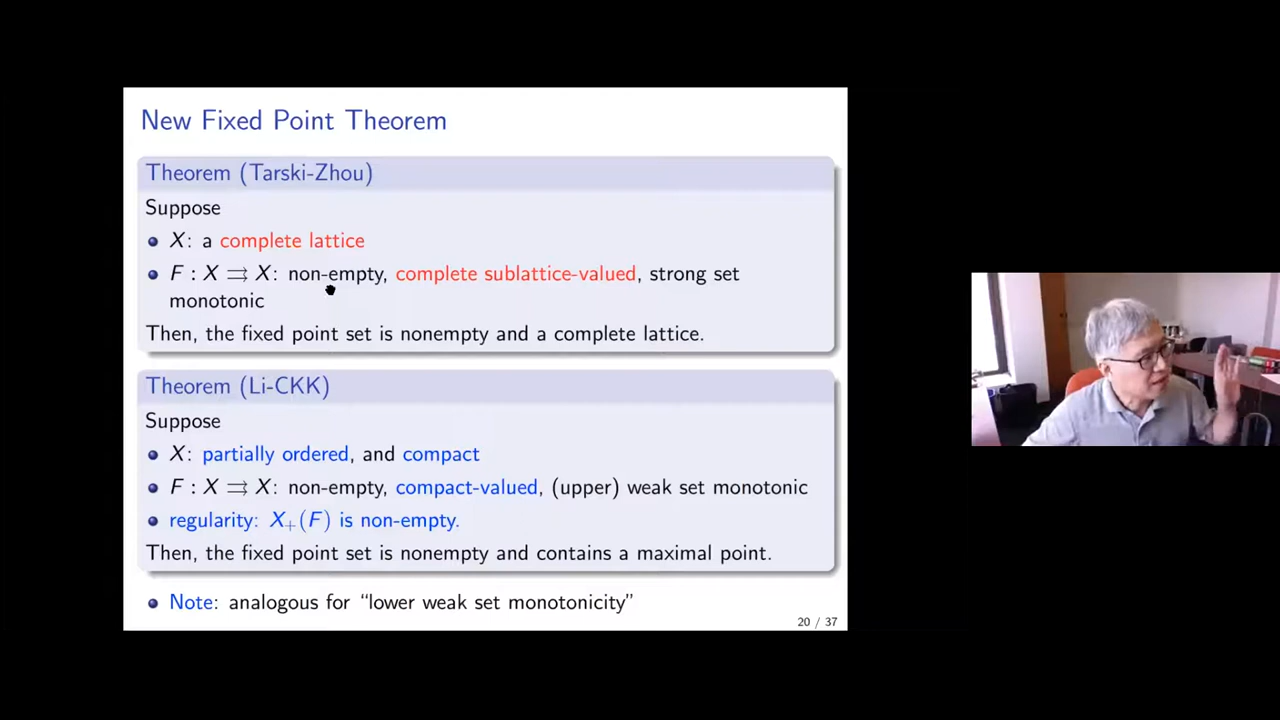 New Fixed Point Theorem
Theorem (Tarski-Zhou)
Suppose
X: a complete lattice
F : X ⇉ X: non-empty, complete sublattice-valued, strong set
monotonic
Then, the fixed point set is nonempty and a complete lattice.
Theorem (Li-CKK)
Suppose
X: partially ordered, and compact
F : X ⇉ X: non-empty, compact-valued, (upper) weak set monotonic
regularity: X₊(F) is non-empty.
Then, the fixed point set is nonempty and contains a maximal point.
Note: analogous for “lower weak set monotonicity”
20 / 37